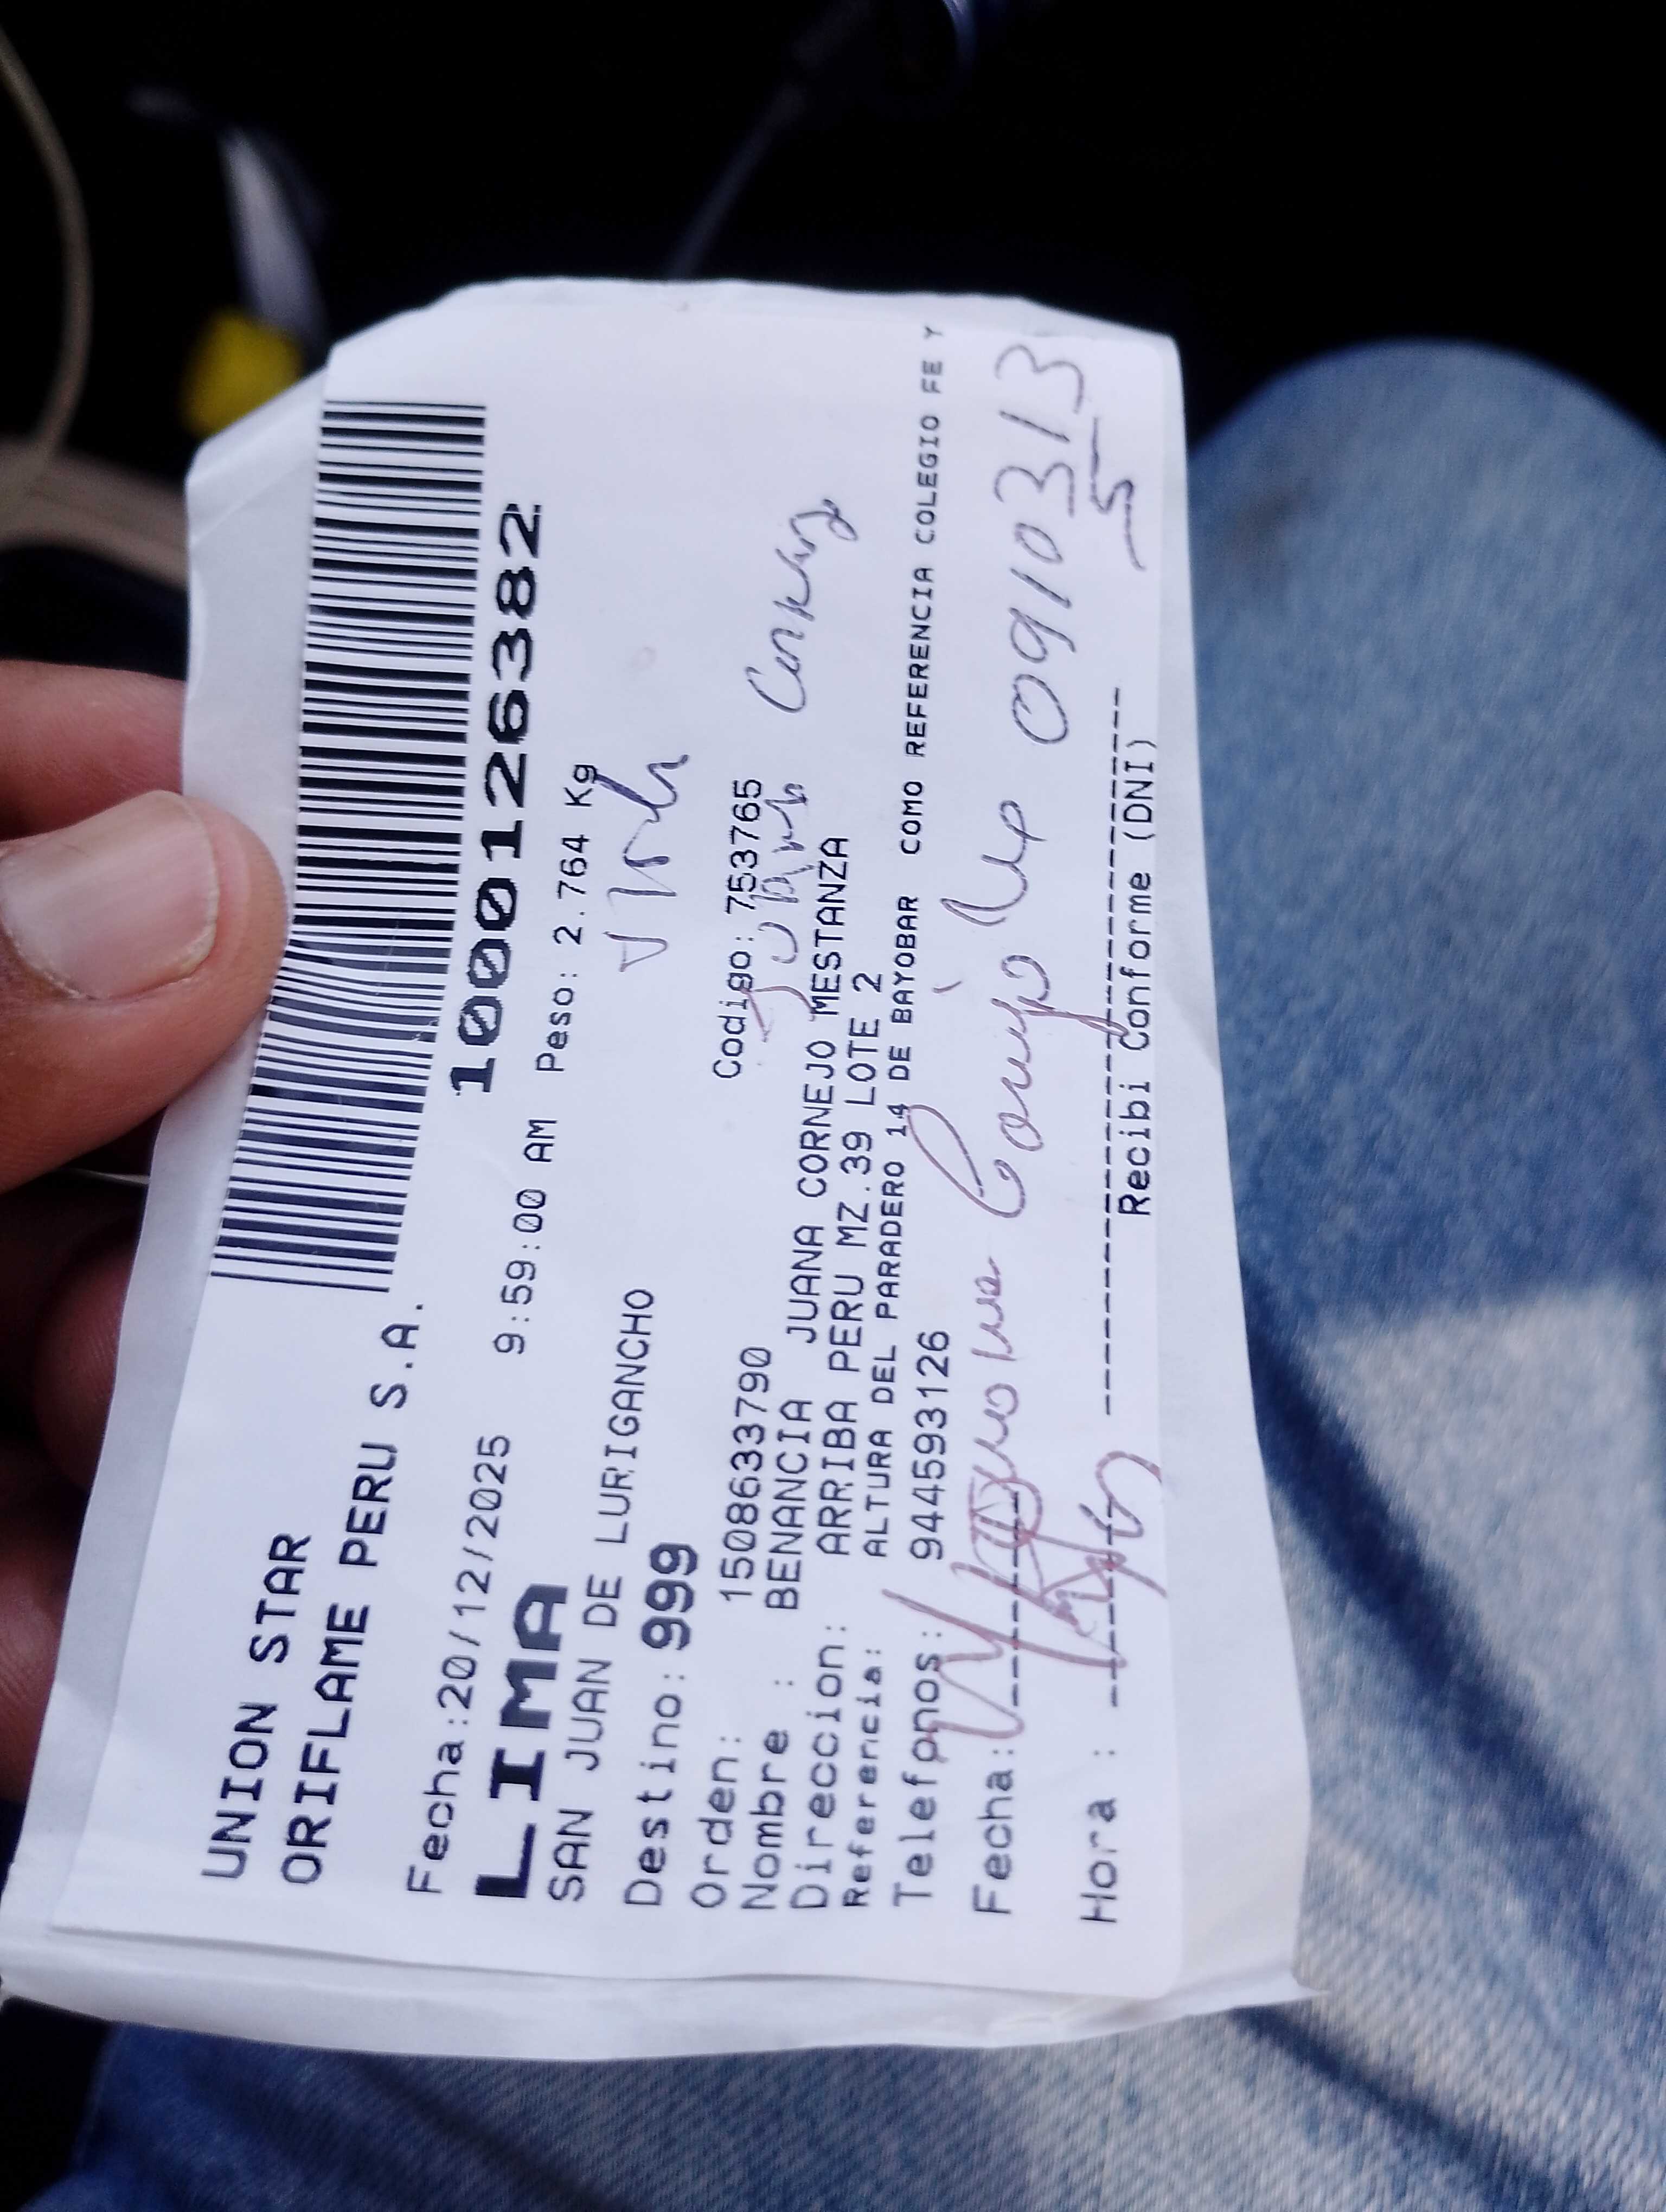 UNION STAR
ORIFLAME PERU S.A.
1000126382
Fecha:20/12/2025 9:59:00 AM Peso: 2.764 Kg
LIMA
SAN JUAN DE LURIGANCHO
Destino: 999
Orden: 1508633790 Codigo: 753765
Nombre : BENANCIA JUANA CORNEJO MESTANZA
Direccion: ARRIBA PERU MZ.39 LOTE 2
Referencia: ALTURA DEL PARADERO 14 DE BAYOBAR COMO REFERENCIA COLEGIO FE Y
Telefonos: 944593126
Fecha: Cornejo 0910313
5
Hora :
Recibi Conforme (DNI)